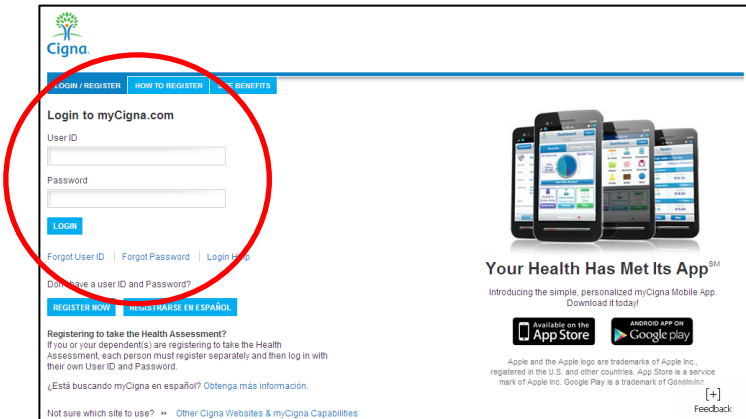 Cigna.
LOGIN / REGISTER
HOW TO REGISTER
BENEFITS
Login to myCigna.com
User ID
Password
LOGIN
Forgot User ID
Forgot Password
Login Help
Don't have a user ID and Password?
REGISTER NOW
REGISTRARSE EN ESPAÑOL
Registering to take the Health Assessment?
If you or your dependent(s) are registering to take the Health
Assessment, each person must register separately and then log in with
their own User ID and Password.
¿Está buscando myCigna en español? Obtenga más información.
Not sure which site to use? Other Cigna Websites & myCigna Capabilities
Your Health Has Met Its App℠
Introducing the simple, personalized myCigna Mobile App.
Download it today!
Available on the
App Store
ANDROID APP ON
Google play
Apple and the Apple logo are trademarks of Apple Inc.,
registered in the U.S. and other countries. App Store is a service
mark of Apple Inc. Google Play is a trademark of Google Inc.
[+]
Feedback